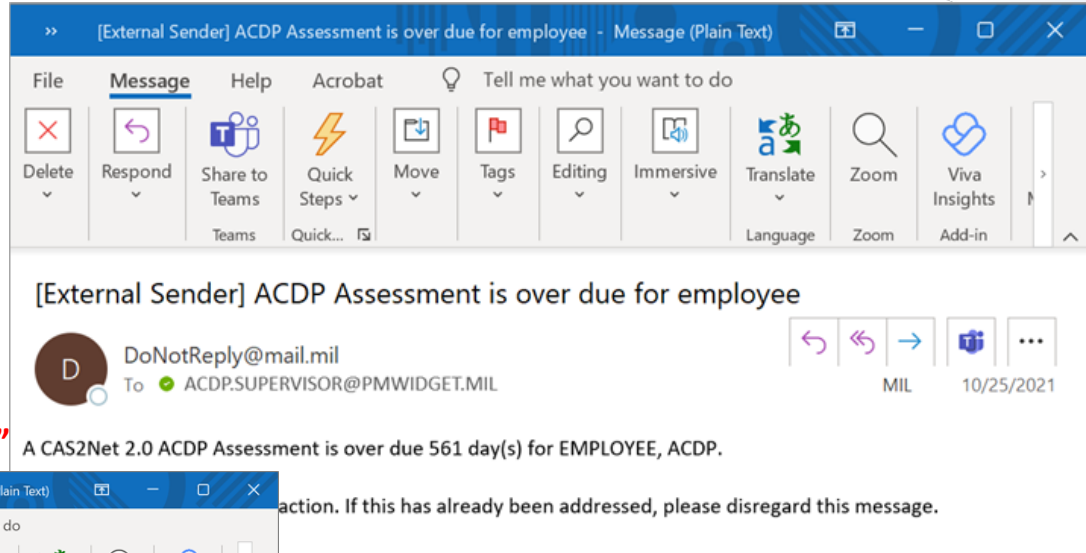 [External Sender] ACDP Assessment is over due for employee - Message (Plain Text)
File Message Help Acrobat Tell me what you want to do
Delete Respond Share to Teams Quick Steps Move Tags Editing Immersive Translate Zoom Viva Insights
Teams Quick... Language Zoom Add-in
[External Sender] ACDP Assessment is over due for employee
D
DoNotReply@mail.mil
To ACDP.SUPERVISOR@PMWIDGET.MIL
MIL 10/25/2021
”
A CAS2Net 2.0 ACDP Assessment is over due 561 day(s) for EMPLOYEE, ACDP.
lain Text)
action. If this has already been addressed, please disregard this message.
do